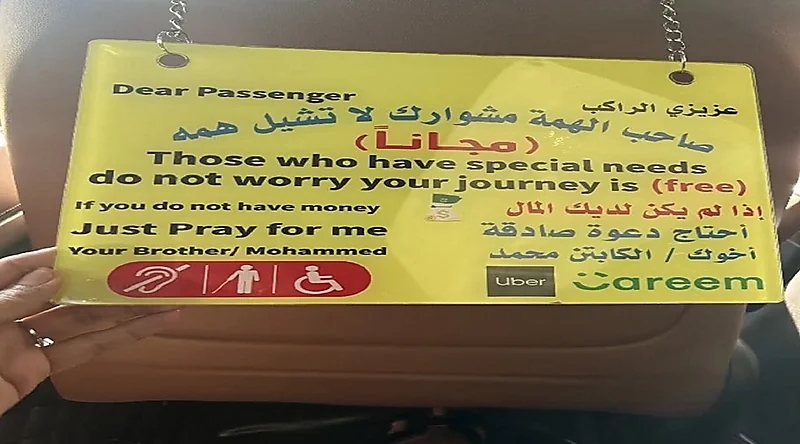 Dear Passenger
عزيزي الراكب
صاحب الهمة مشوارك لا تشيل همه
(مجاناً)
Those who have special needs
do not worry your journey is (free)
If you do not have money
إذا لم يكن لديك المال
Just Pray for me
أحتاج دعوة صادقة
Your Brother/ Mohammed
أخوك / الكابتن محمد
Uber
Careem